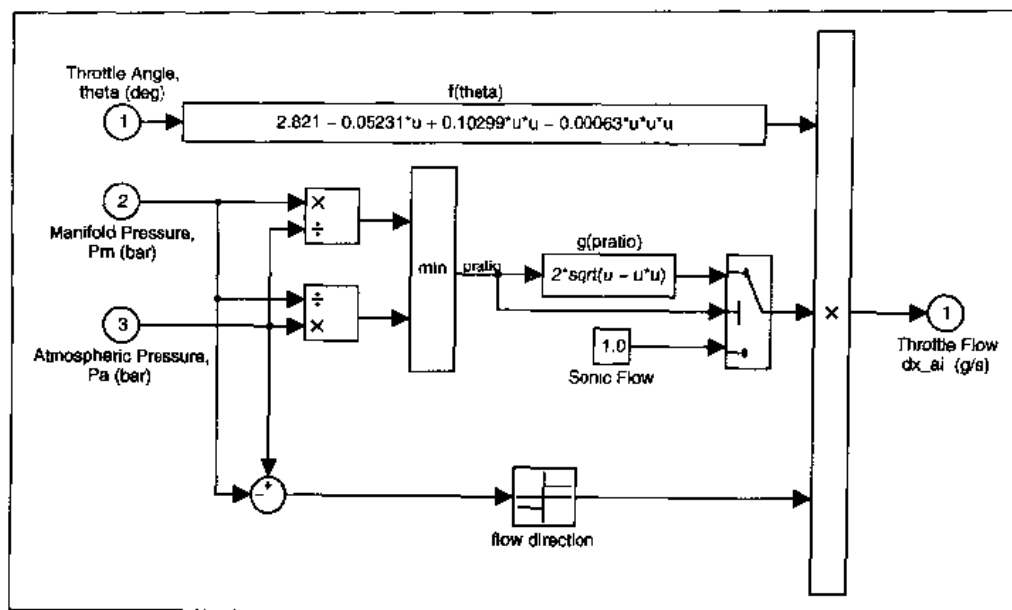 Throttle Angle,
theta (deg)
1
f(theta)
2.821 − 0.05231*u + 0.10299*u*u − 0.00063*u*u*u
2
Manifold Pressure,
Pm (bar)
×
÷
min
pratio
g(pratio)
2*sqrt(u − u*u)
÷
×
3
Atmospheric Pressure,
Pa (bar)
1.0
Sonic Flow
×
1
Throttle Flow
dx_ai (g/s)
−
+
flow direction